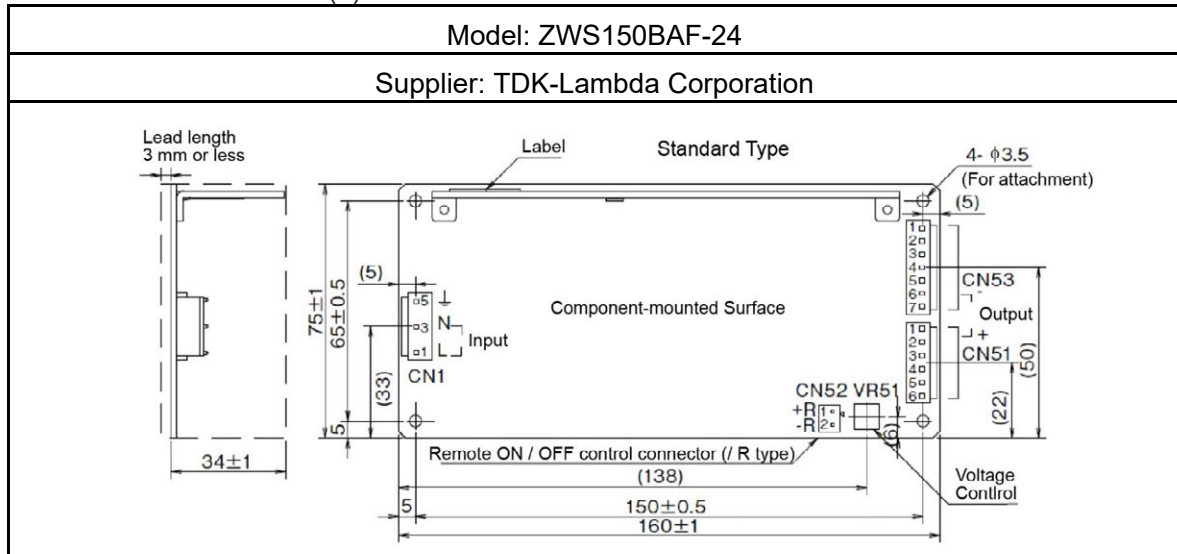 Model: ZWS150BAF-24
Supplier: TDK-Lambda Corporation
Lead length
3 mm or less
Label
Standard Type
4- ϕ3.5
(For attachment)
(5)
(5)
75±1
65±0.5
(33)
5
5
3
1
N
L
Input
CN1
Component-mounted Surface
1
2
3
4
5
6
7
CN53
-
Output
+
1
2
3
4
5
6
CN51
(50)
(22)
CN52 VR51
+R 1
-R 2
(6)
Remote ON / OFF control connector (/ R type)
34±1
(138)
Voltage
Contlrol
5
150±0.5
160±1